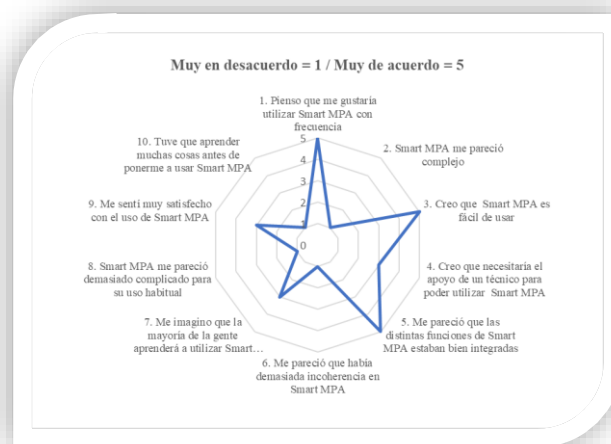 Muy en desacuerdo = 1 / Muy de acuerdo = 5
1. Pienso que me gustaría
utilizar Smart MPA con
frecuencia
2. Smart MPA me pareció
complejo
3. Creo que Smart MPA es
fácil de usar
4. Creo que necesitaría el
apoyo de un técnico para
poder utilizar Smart MPA
5. Me pareció que las
distintas funciones de Smart
MPA estaban bien integradas
6. Me pareció que había
demasiada incoherencia en
Smart MPA
7. Me imagino que la
mayoría de la gente
aprenderá a utilizar Smart...
8. Smart MPA me pareció
demasiado complicado para
su uso habitual
9. Me sentí muy satisfecho
con el uso de Smart MPA
10. Tuve que aprender
muchas cosas antes de
ponerme a usar Smart MPA
5
4
3
2
1
0